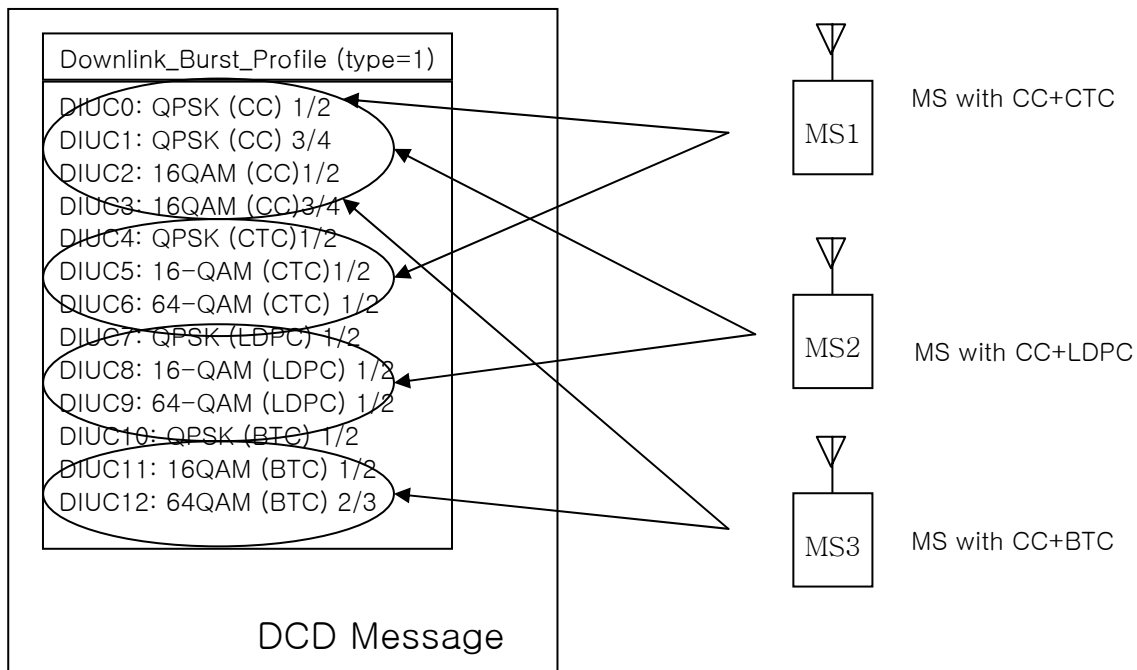 Downlink_Burst_Profile (type=1)
DIUC0: QPSK (CC) 1/2
DIUC1: QPSK (CC) 3/4
DIUC2: 16QAM (CC)1/2
DIUC3: 16QAM (CC)3/4
DIUC4: QPSK (CTC)1/2
DIUC5: 16-QAM (CTC)1/2
DIUC6: 64-QAM (CTC) 1/2
DIUC7: QPSK (LDPC) 1/2
DIUC8: 16-QAM (LDPC) 1/2
DIUC9: 64-QAM (LDPC) 1/2
DIUC10: QPSK (BTC) 1/2
DIUC11: 16QAM (BTC) 1/2
DIUC12: 64QAM (BTC) 2/3
DCD Message
MS1
MS with CC+CTC
MS2
MS with CC+LDPC
MS3
MS with CC+BTC